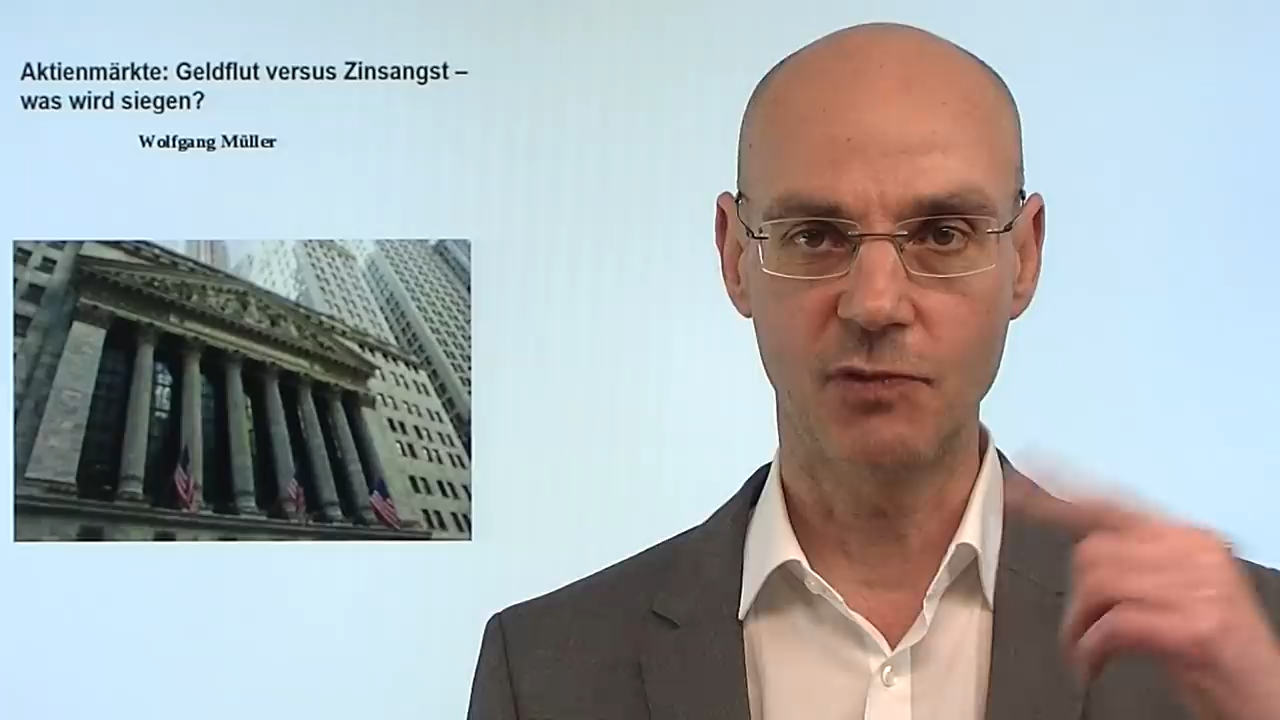 Aktienmärkte: Geldflut versus Zinsangst –
was wird siegen?
Wolfgang Müller